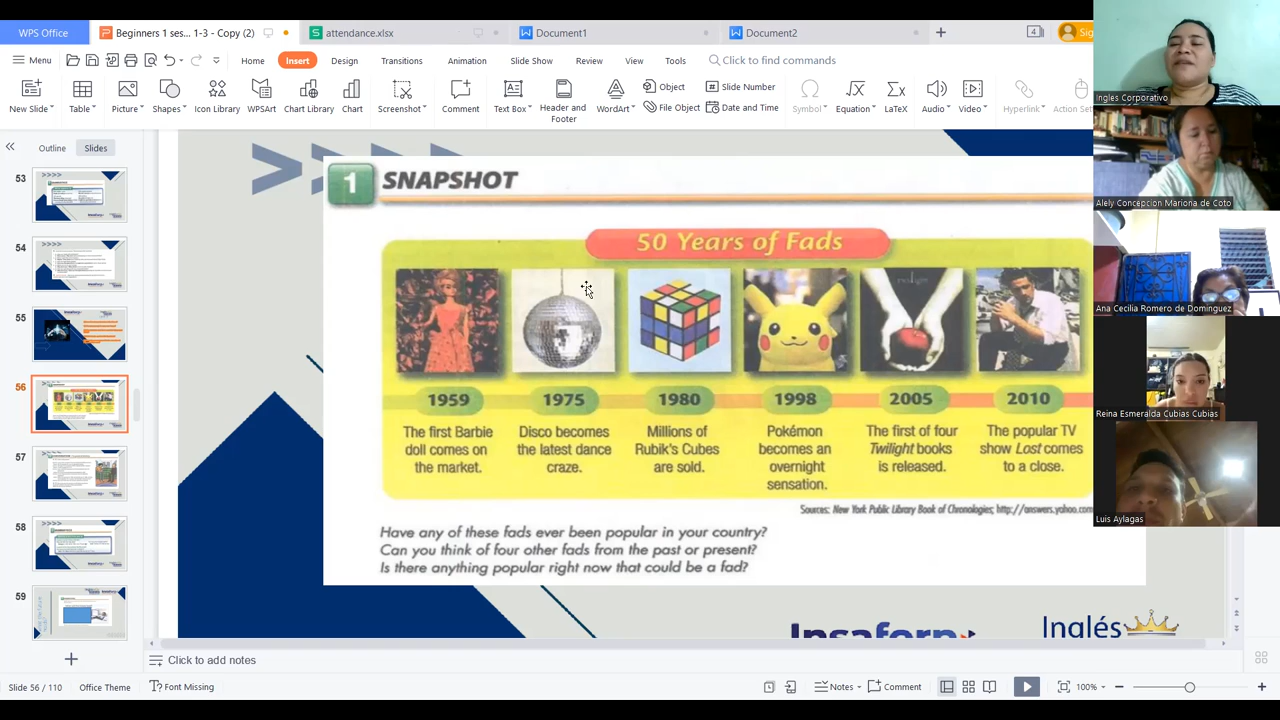 WPS Office
Beginners 1 ses... 1-3 - Copy (2)
attendance.xlsx
Document1
Document2
Menu
Home
Insert
Design
Transitions
Animation
Slide Show
Review
View
Tools
Click to find commands
New Slide
Table
Picture
Shapes
Icon Library
WPSArt
Chart Library
Chart
Screenshot
Comment
Text Box
Header and
Footer
WordArt
Object
File Object
Slide Number
Date and Time
Symbol
Equation
LaTeX
Audio
Video
Hyperlink
Action Set
Outline
Slides
53
54
55
56
57
58
59
>>>>
1 SNAPSHOT
50 Years of Fads
1959
The first Barbie
doll comes on
the market.
1975
Disco becomes
the latest dance
craze.
1980
Millions of
Rubik's Cubes
are sold.
1998
Pokémon
becomes an
overnight
sensation.
2005
The first of four
Twilight books
is released.
2010
The popular TV
show Lost comes
to a close.
Sources: New York Public Library Book of Chronologies; http://answers.yahoo.com
Have any of these fads ever been popular in your country?
Can you think of four other fads from the past or present?
Is there anything popular right now that could be a fad?
Insaforp
Inglés
Ingles Corporativo
Alely Concepcion Mariona de Coto
Ana Cecilia Romero de Dominguez
Reina Esmeralda Cubias Cubias
Luis Aylagas
Click to add notes
Slide 56 / 110
Office Theme
Font Missing
Notes
Comment
100%